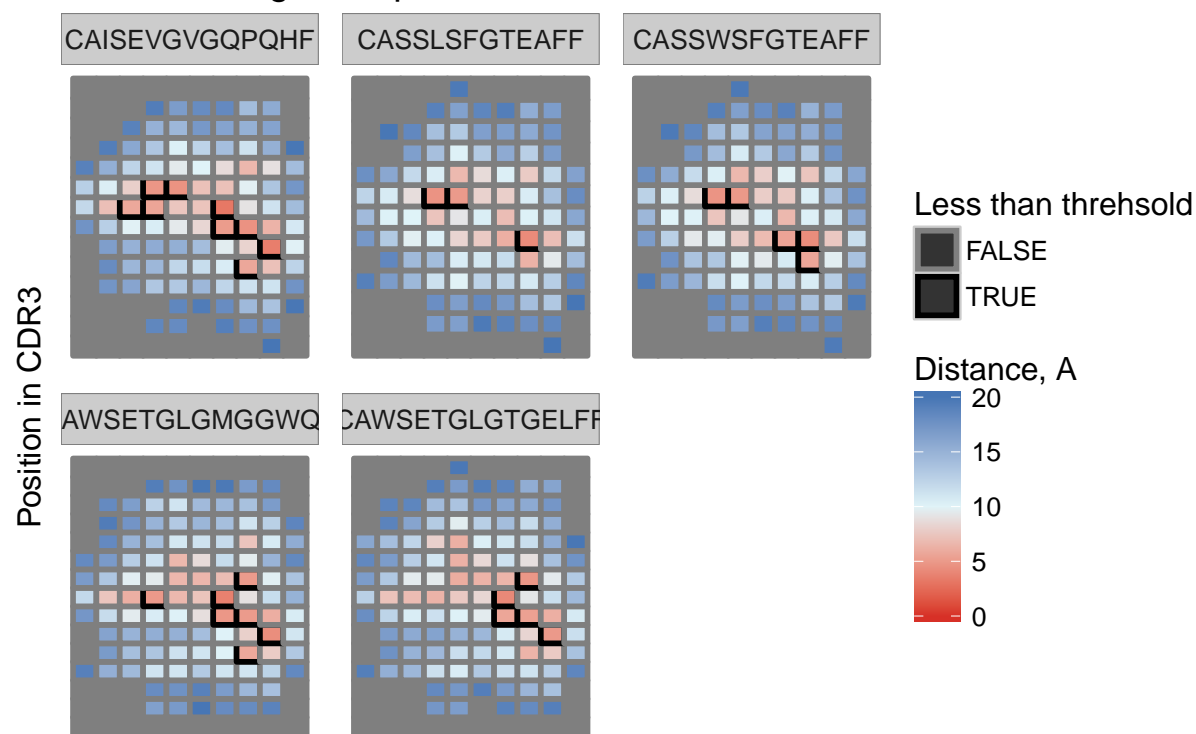 CAISEVGVGQPQHF
CASSLSFGTEAFF
CASSWSFGTEAFF
Less than threhsold
FALSE
TRUE
Position in CDR3
Distance, A
20
15
10
5
0
AWSETGLGMGGWQ
CAWSETGLGTGELFF